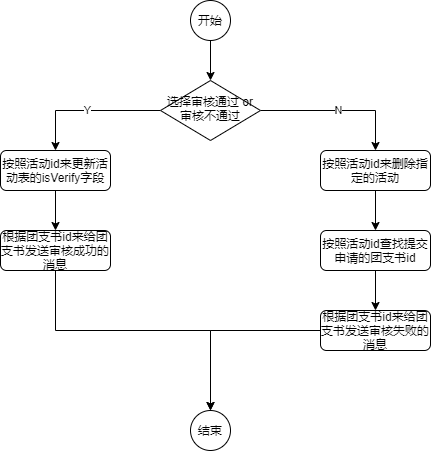 开始
选择审核通过 or
审核不通过
Y
N
按照活动id来更新活
动表的isVerify字段
按照活动id来删除指
定的活动
根据团支书id来给团
支书发送审核成功的
消息
按照活动id查找提交
申请的团支书id
根据团支书id来给团
支书发送审核失败的
消息
结束